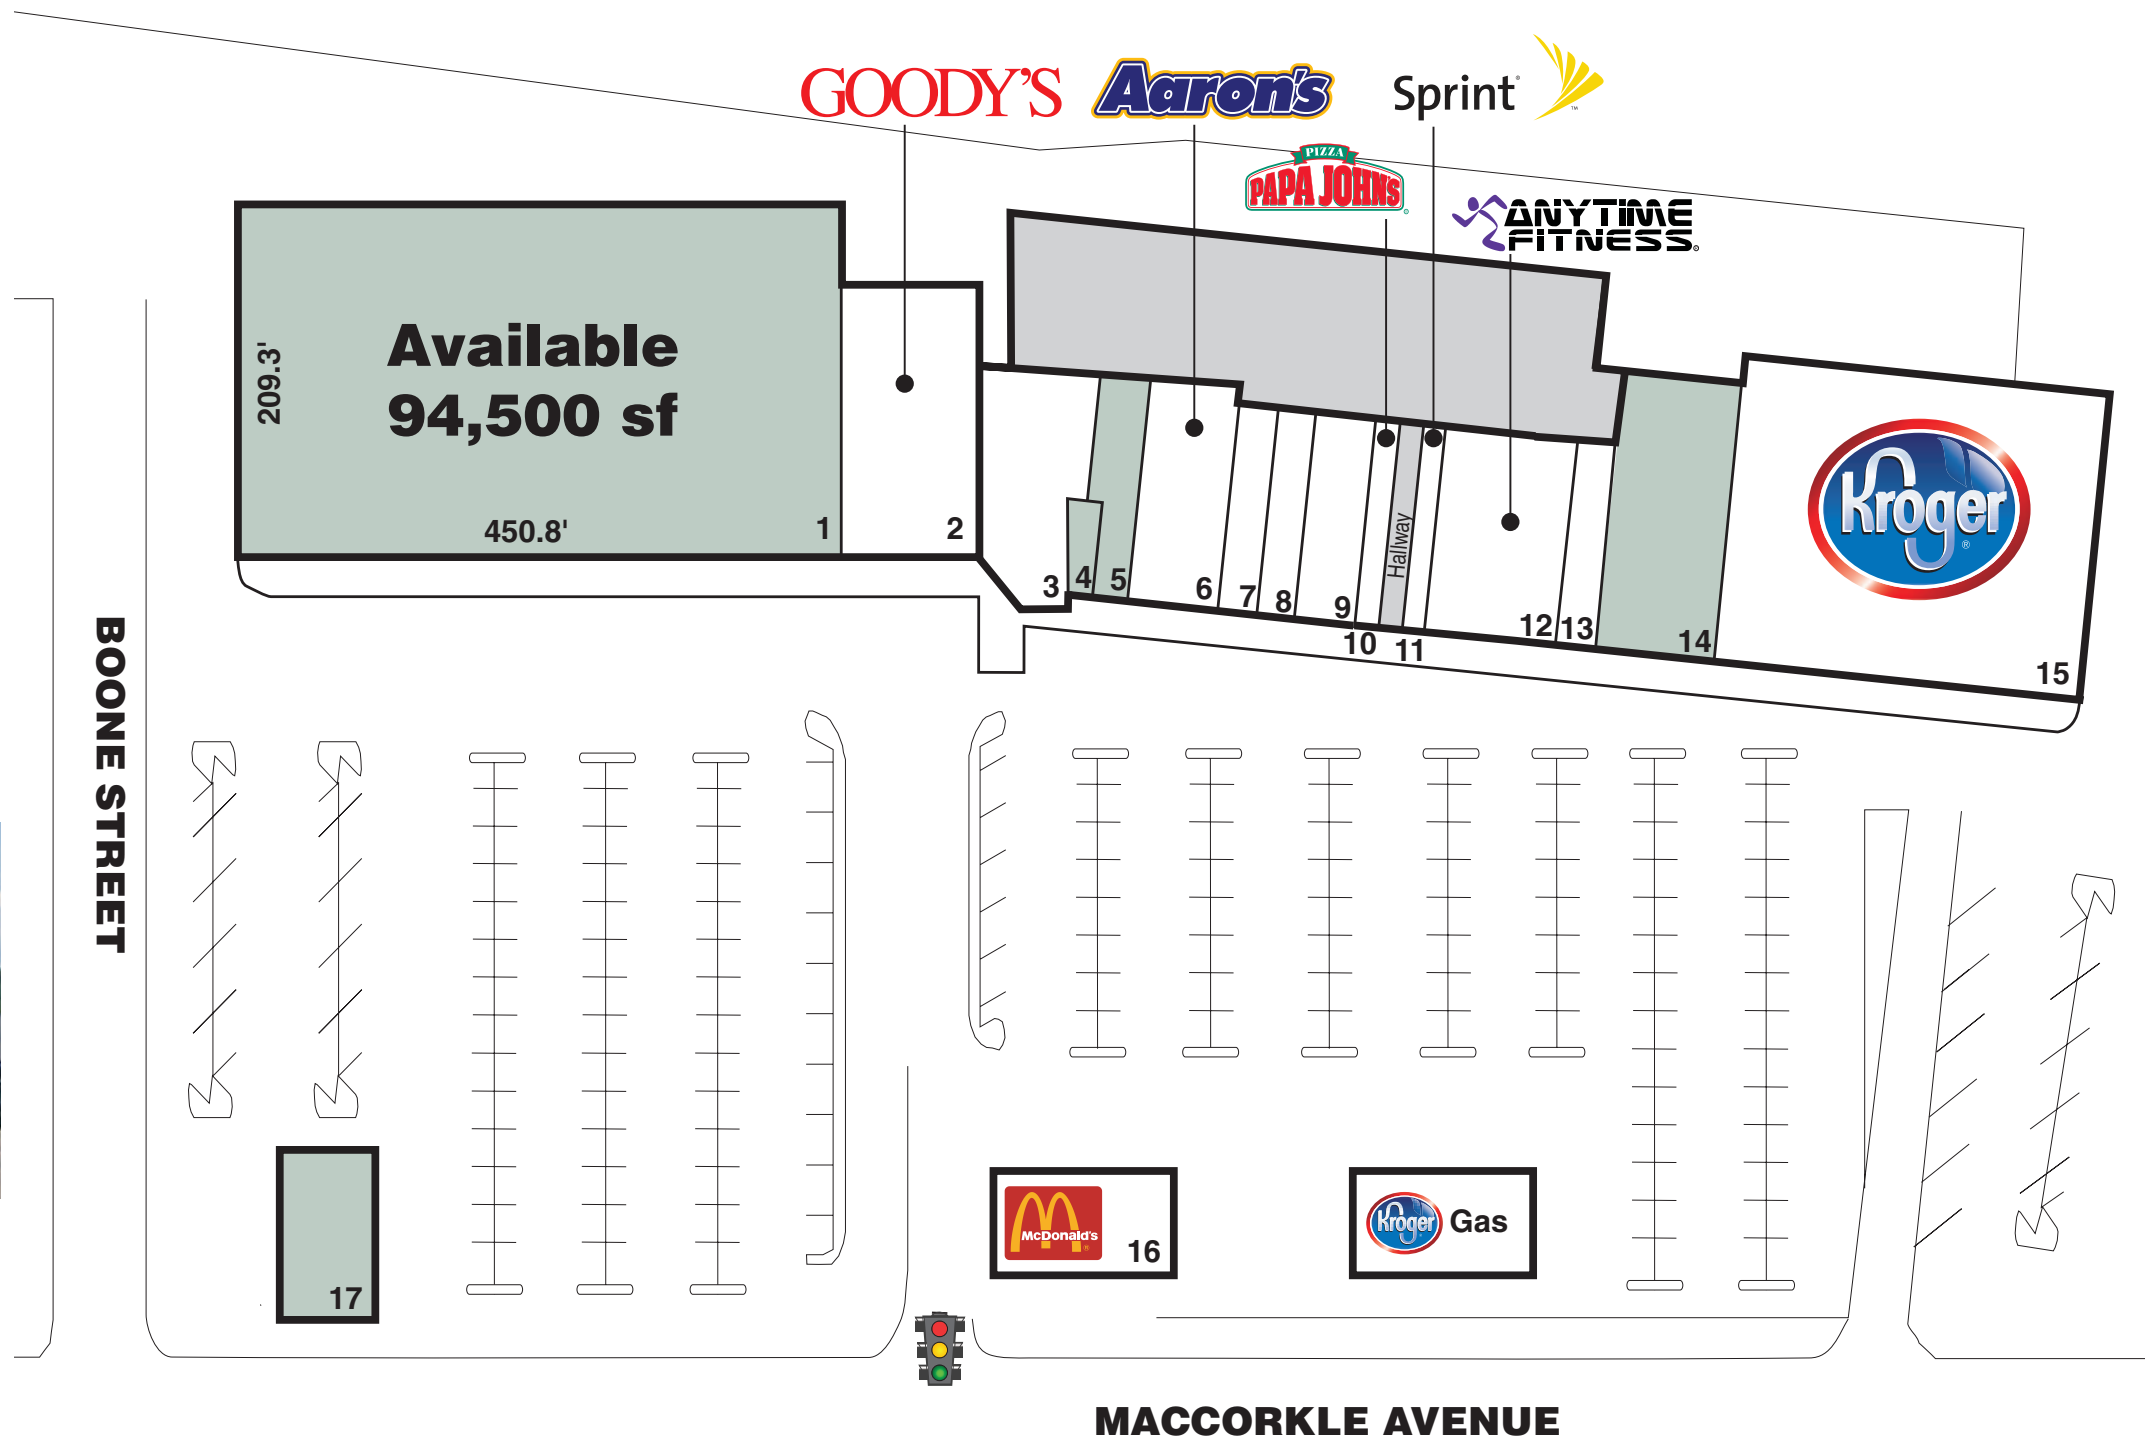 GOODY'S
Aaron's
Sprint
PIZZA
PAPA JOHN'S
ANYTIME
FITNESS
Available
94,500 sf
209.3'
450.8'
1
2
3
4
5
6
7
8
9
10
Hallway
11
12
13
14
15
Kroger
BOONE STREET
McDonald's
16
Kroger Gas
17
MACCORKLE AVENUE